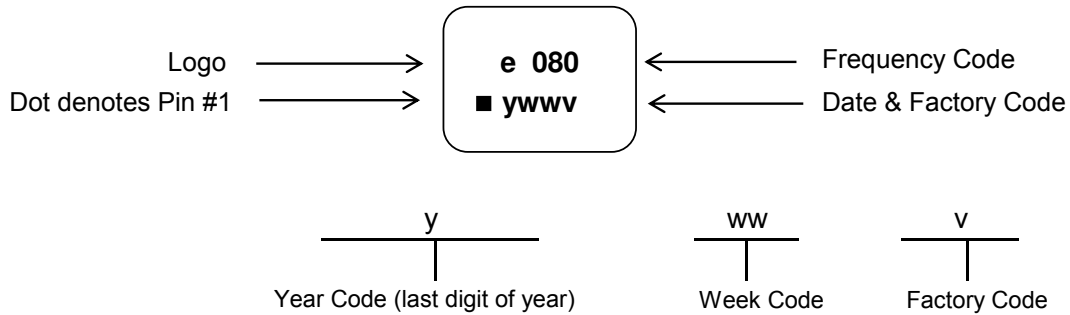 Logo e 080 Frequency Code
Dot denotes Pin #1 ■ ywwv Date & Factory Code
y ww v
Year Code (last digit of year) Week Code Factory Code